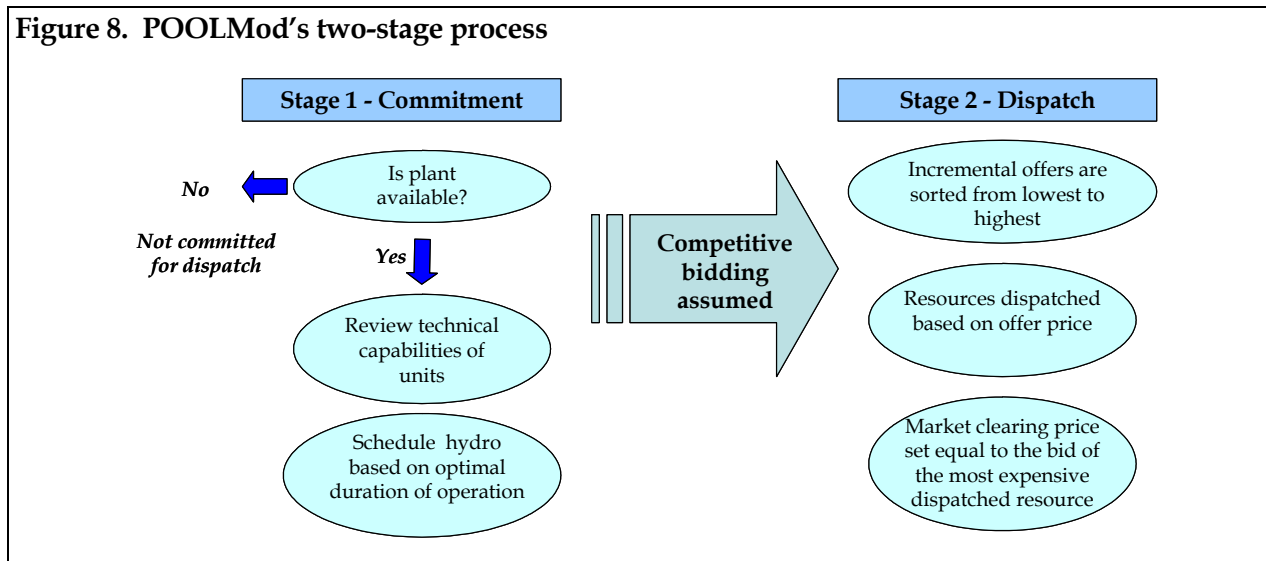 Figure 8. POOLMod's two-stage process
Stage 1 - Commitment
Is plant
available?
No
Not committed
for dispatch
Yes
Review technical
capabilities of
units
Schedule hydro
based on optimal
duration of operation
Competitive
bidding
assumed
Stage 2 - Dispatch
Incremental offers are
sorted from lowest to
highest
Resources dispatched
based on offer price
Market clearing price
set equal to the bid of
the most expensive
dispatched resource